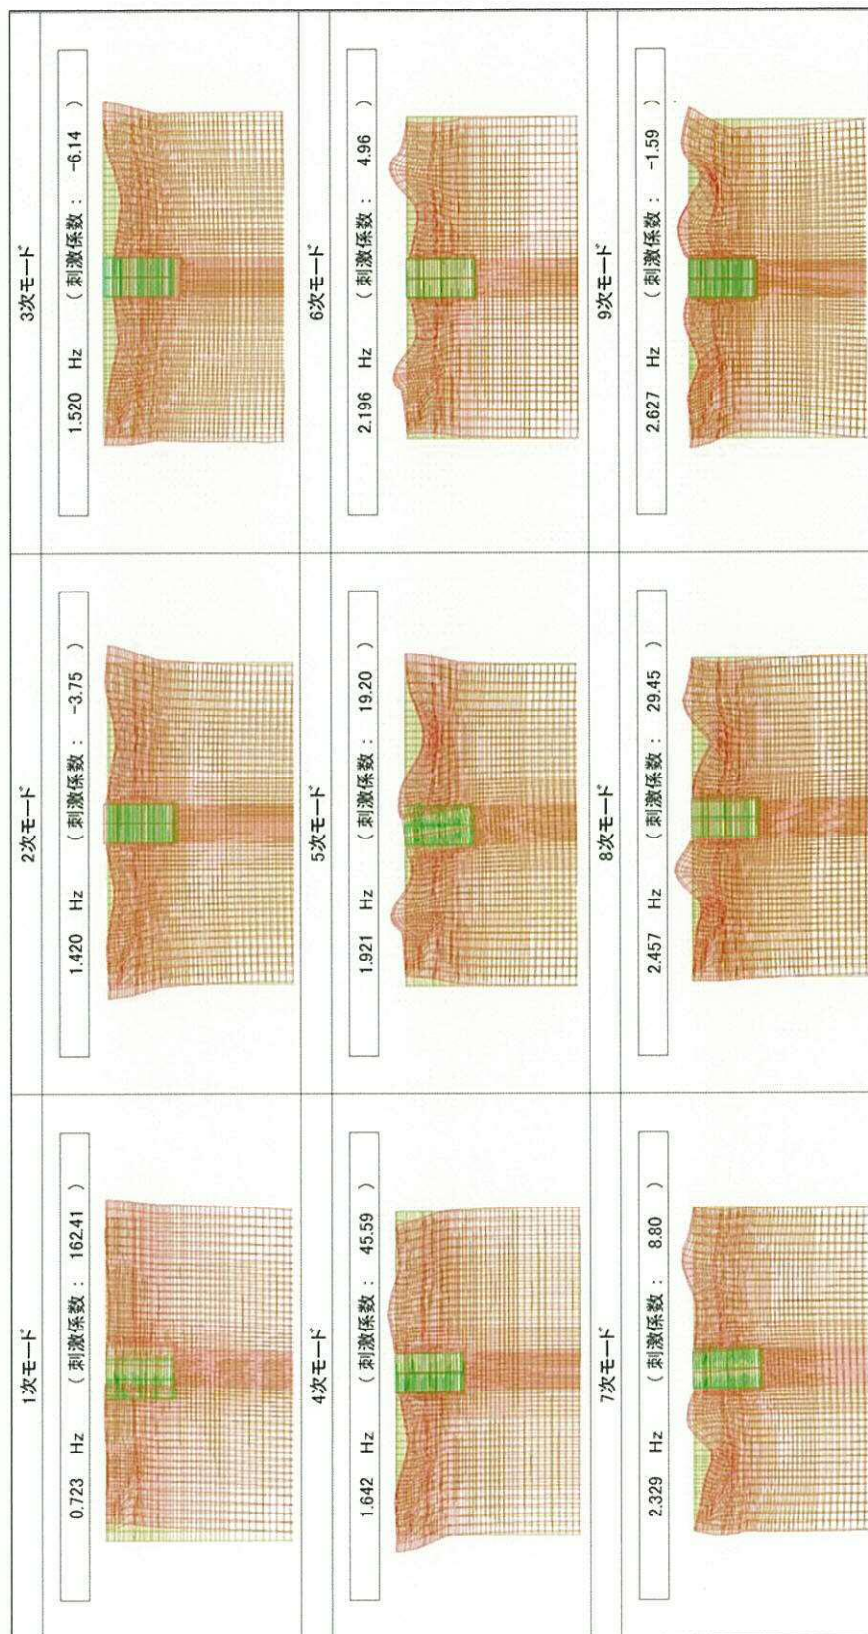 1次モード
0.723 Hz ( 刺激係数 : 162.41 )
2次モード
1.420 Hz ( 刺激係数 : -3.75 )
3次モード
1.520 Hz ( 刺激係数 : -6.14 )
4次モード
1.642 Hz ( 刺激係数 : 45.59 )
5次モード
1.921 Hz ( 刺激係数 : 19.20 )
6次モード
2.196 Hz ( 刺激係数 : 4.96 )
7次モード
2.329 Hz ( 刺激係数 : 8.80 )
8次モード
2.457 Hz ( 刺激係数 : 29.45 )
9次モード
2.627 Hz ( 刺激係数 : -1.59 )